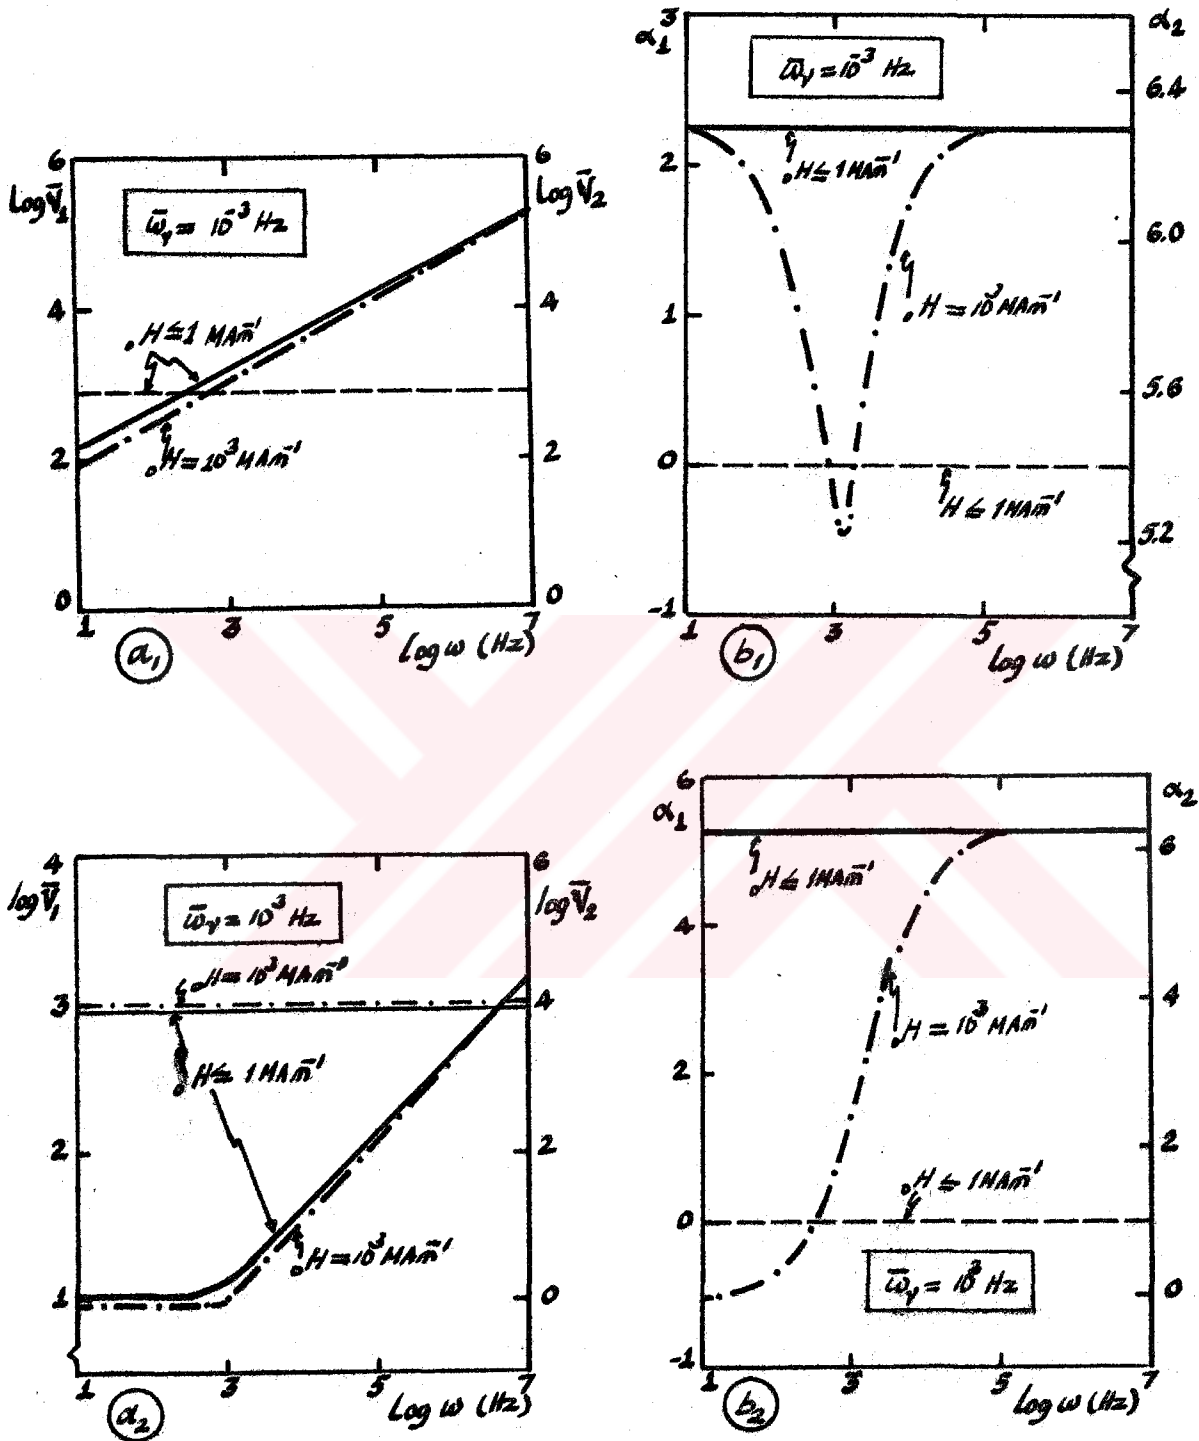 6
6
log V̄₁
log V̄₂
ω̄ᵧ = 10⁻³ Hz
4
4
H ≤ 1 MAm⁻¹
2
2
H = 10³ MAm⁻¹
0
0
1
3
5
7
log ω (Hz)
a₁
3
α₁
α₂
ω̄ᵧ = 10⁻³ Hz
6.4
2
H ≤ 1 MAm⁻¹
6.0
1
H = 10³ MAm⁻¹
5.6
0
H ≤ 1 MAm⁻¹
5.2
-1
1
3
5
7
log ω (Hz)
b₁
4
6
log V̄₁
log V̄₂
ω̄ᵧ = 10³ Hz
H = 10³ MAm⁻¹
3
4
H ≤ 1 MAm⁻¹
2
2
H = 10³ MAm⁻¹
1
0
1
3
5
7
log ω (Hz)
a₂
6
α₁
α₂
6
H ≤ 1 MAm⁻¹
4
4
H = 10³ MAm⁻¹
2
2
H ≤ 1 MAm⁻¹
0
ω̄ᵧ = 10³ Hz
0
-1
1
3
5
7
log ω (Hz)
b₂